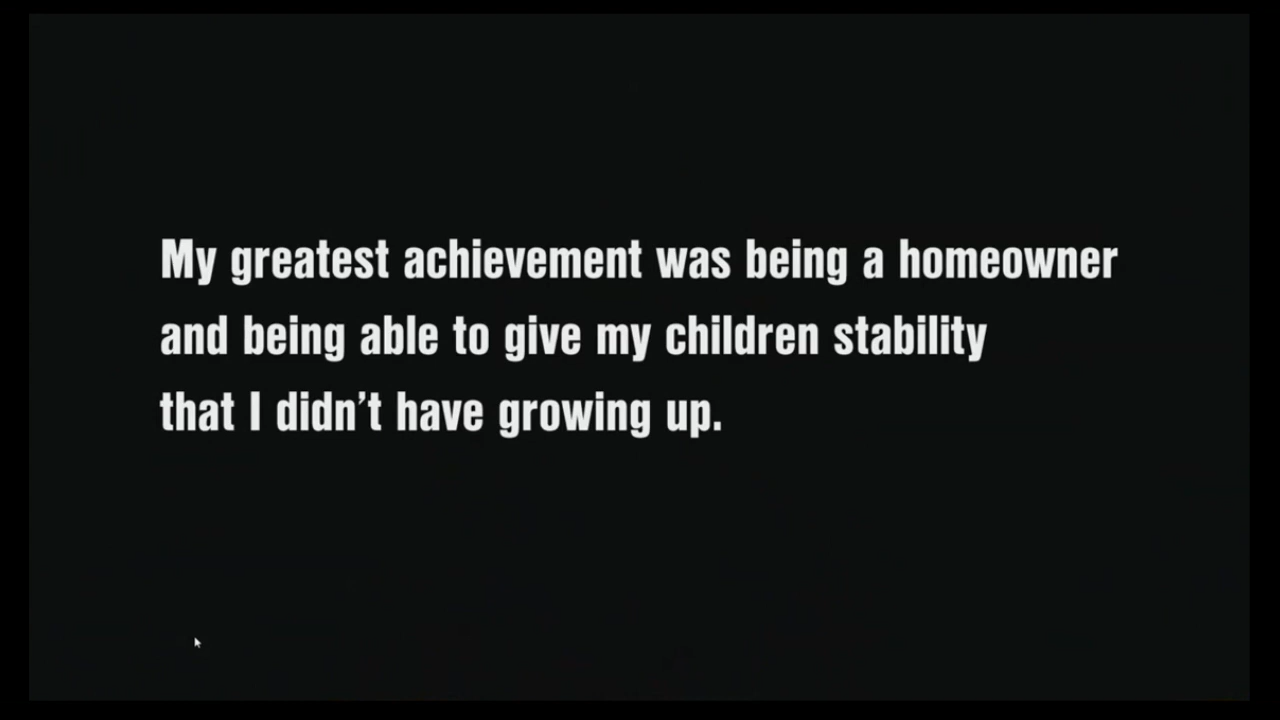 My greatest achievement was being a homeowner
and being able to give my children stability
that I didn’t have growing up.